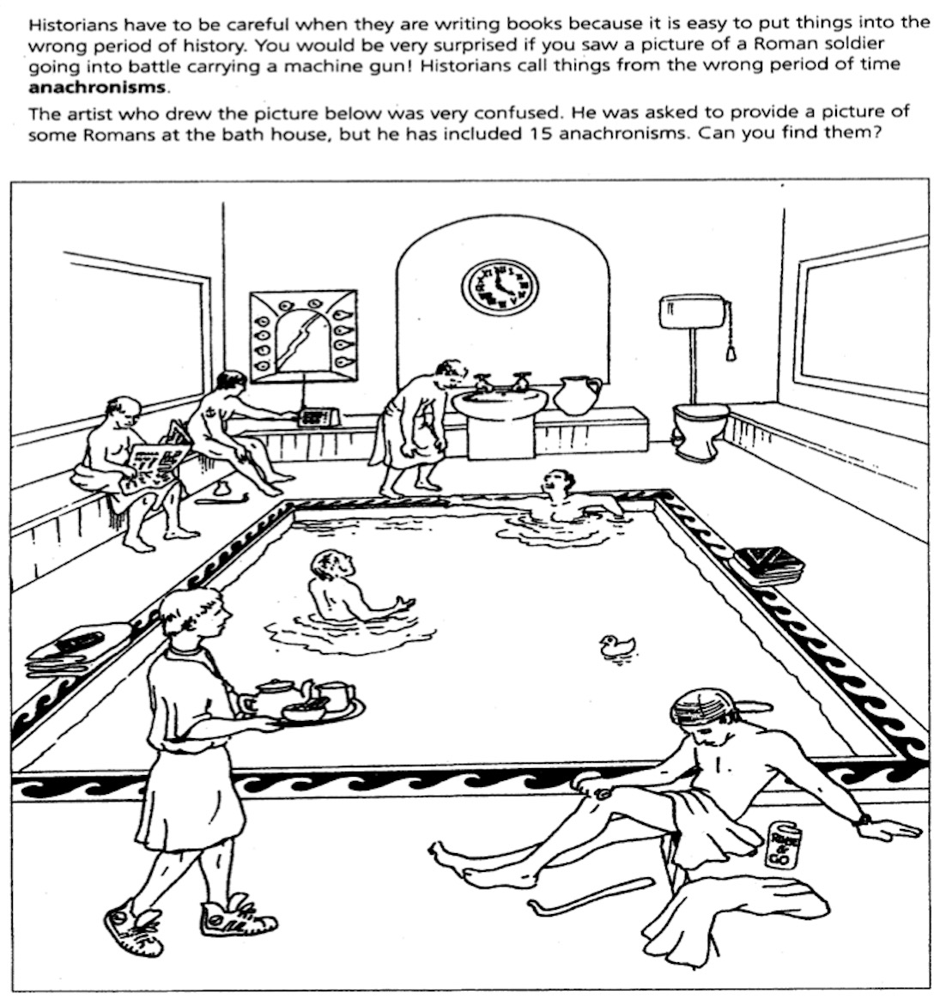 Historians have to be careful when they are writing books because it is easy to put things into the
wrong period of history. You would be very surprised if you saw a picture of a Roman soldier
going into battle carrying a machine gun! Historians call things from the wrong period of time
anachronisms.
The artist who drew the picture below was very confused. He was asked to provide a picture of
some Romans at the bath house, but he has included 15 anachronisms. Can you find them?
&
GO